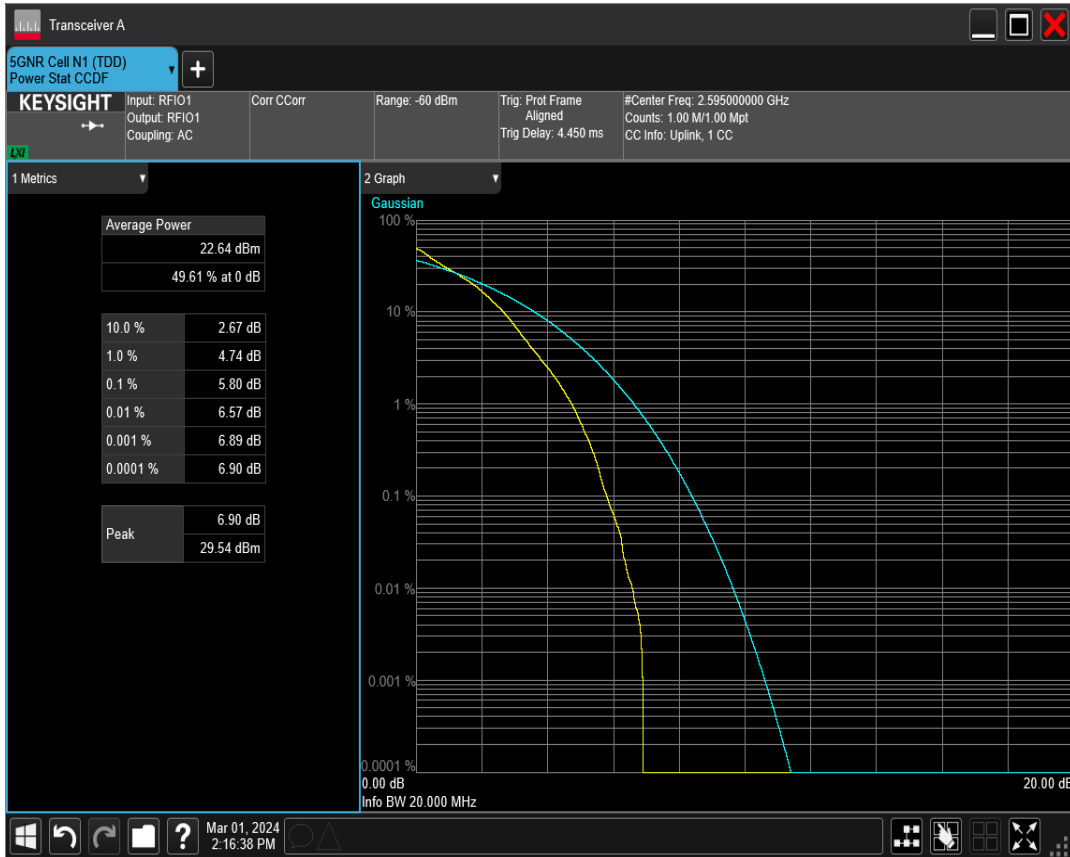 Transceiver A
5GNR Cell N1 (TDD)
Power Stat CCDF
+
KEYSIGHT
LXI
Input: RFIO1
Output: RFIO1
Coupling: AC
Corr CCorr
Range: -60 dBm
Trig: Prot Frame
Aligned
Trig Delay: 4.450 ms
#Center Freq: 2.595000000 GHz
Counts: 1.00 M/1.00 Mpt
CC Info: Uplink, 1 CC
1 Metrics
Average Power
22.64 dBm
49.61 % at 0 dB
10.0 % 2.67 dB
1.0 % 4.74 dB
0.1 % 5.80 dB
0.01 % 6.57 dB
0.001 % 6.89 dB
0.0001 % 6.90 dB
Peak 6.90 dB
29.54 dBm
2 Graph
Gaussian
100 %
10 %
1 %
0.1 %
0.01 %
0.001 %
0.0001 %
0.00 dB 20.00 dB
Info BW 20.000 MHz
?
Mar 01, 2024
2:16:38 PM